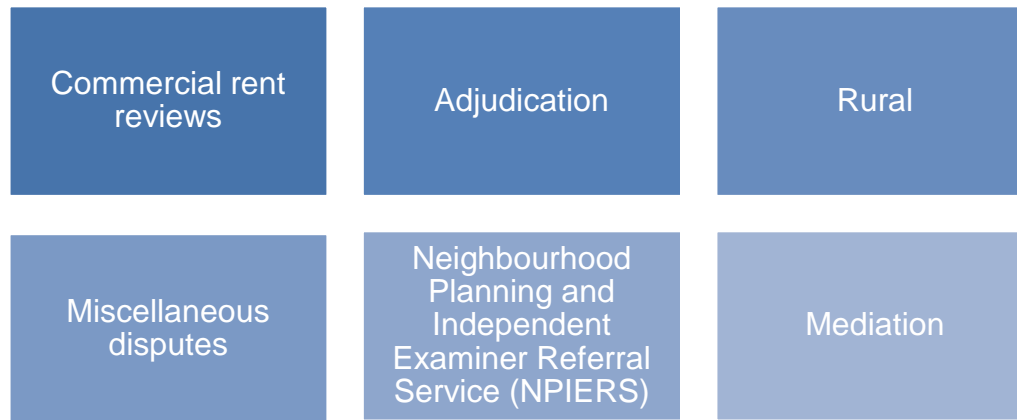 Commercial rent
reviews
Adjudication
Rural
Miscellaneous
disputes
Neighbourhood
Planning and
Independent
Examiner Referral
Service (NPIERS)
Mediation